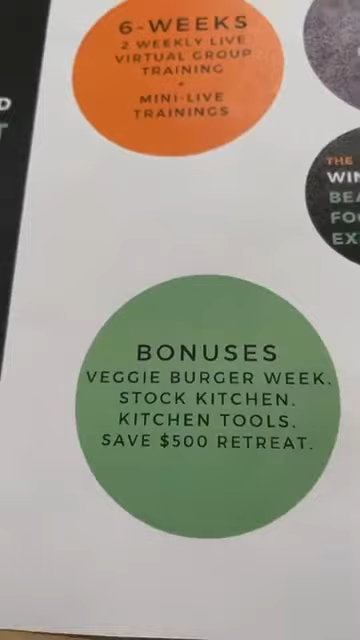 6-WEEKS
2 WEEKLY LIVE
VIRTUAL GROUP
TRAINING
+
MINI-LIVE
TRAININGS
THE
BONUSES
VEGGIE BURGER WEEK.
STOCK KITCHEN.
KITCHEN TOOLS.
SAVE $500 RETREAT.